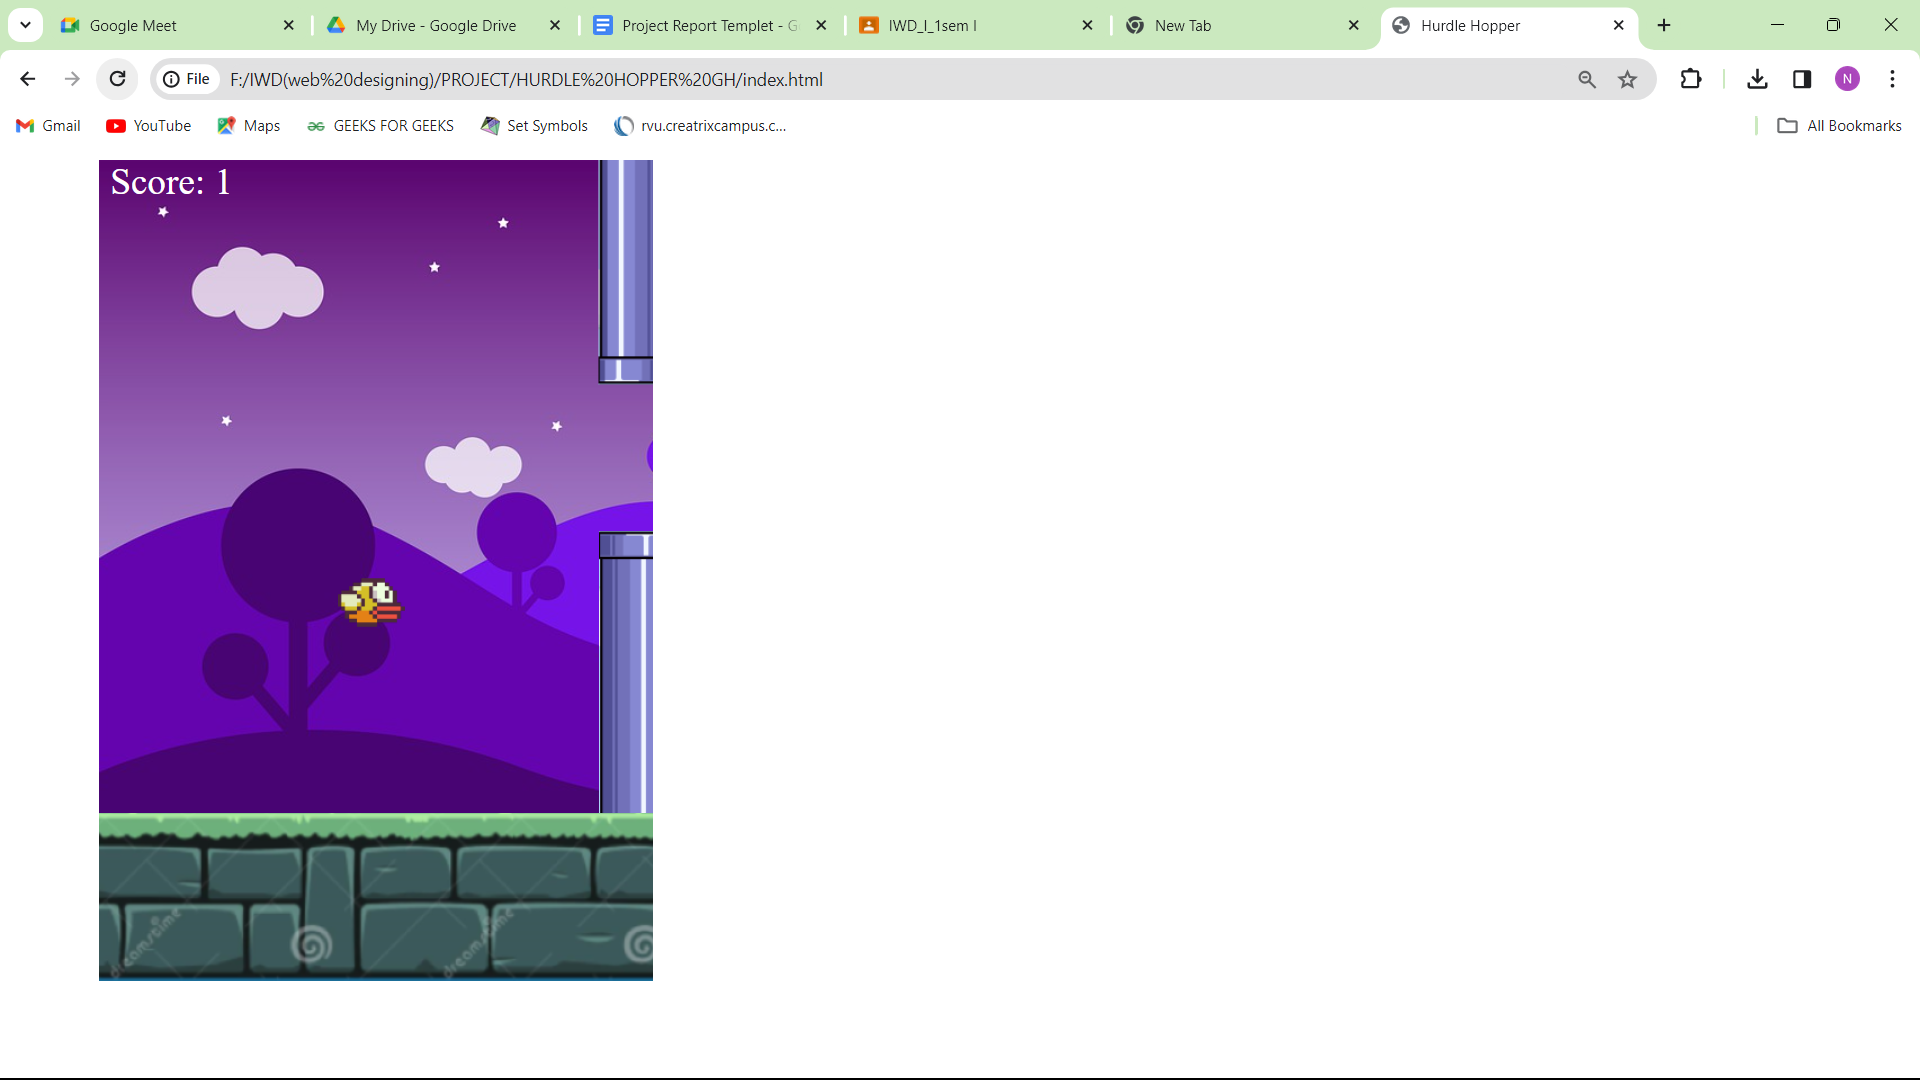 Google Meet
My Drive - Google Drive
Project Report Templet - G
IWD_I_1sem I
New Tab
Hurdle Hopper
File
F:/IWD(web%20designing)/PROJECT/HURDLE%20HOPPER%20GH/index.html
N
Gmail
YouTube
Maps
GEEKS FOR GEEKS
Set Symbols
rvu.creatrixcampus.c...
All Bookmarks
Score: 1
dreamstime
dreamstime